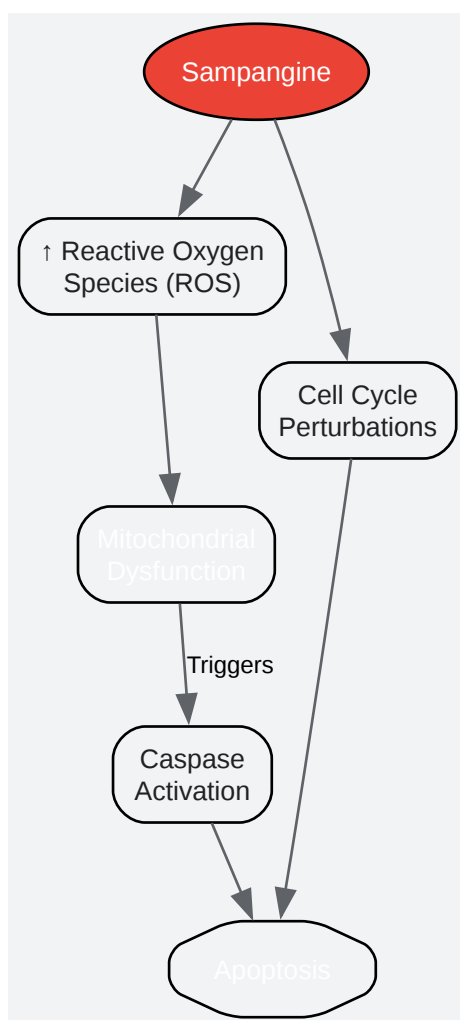 Sampangine
↑ Reactive Oxygen
Species (ROS)
Cell Cycle
Perturbations
Mitochondrial
Dysfunction
Triggers
Caspase
Activation
Apoptosis